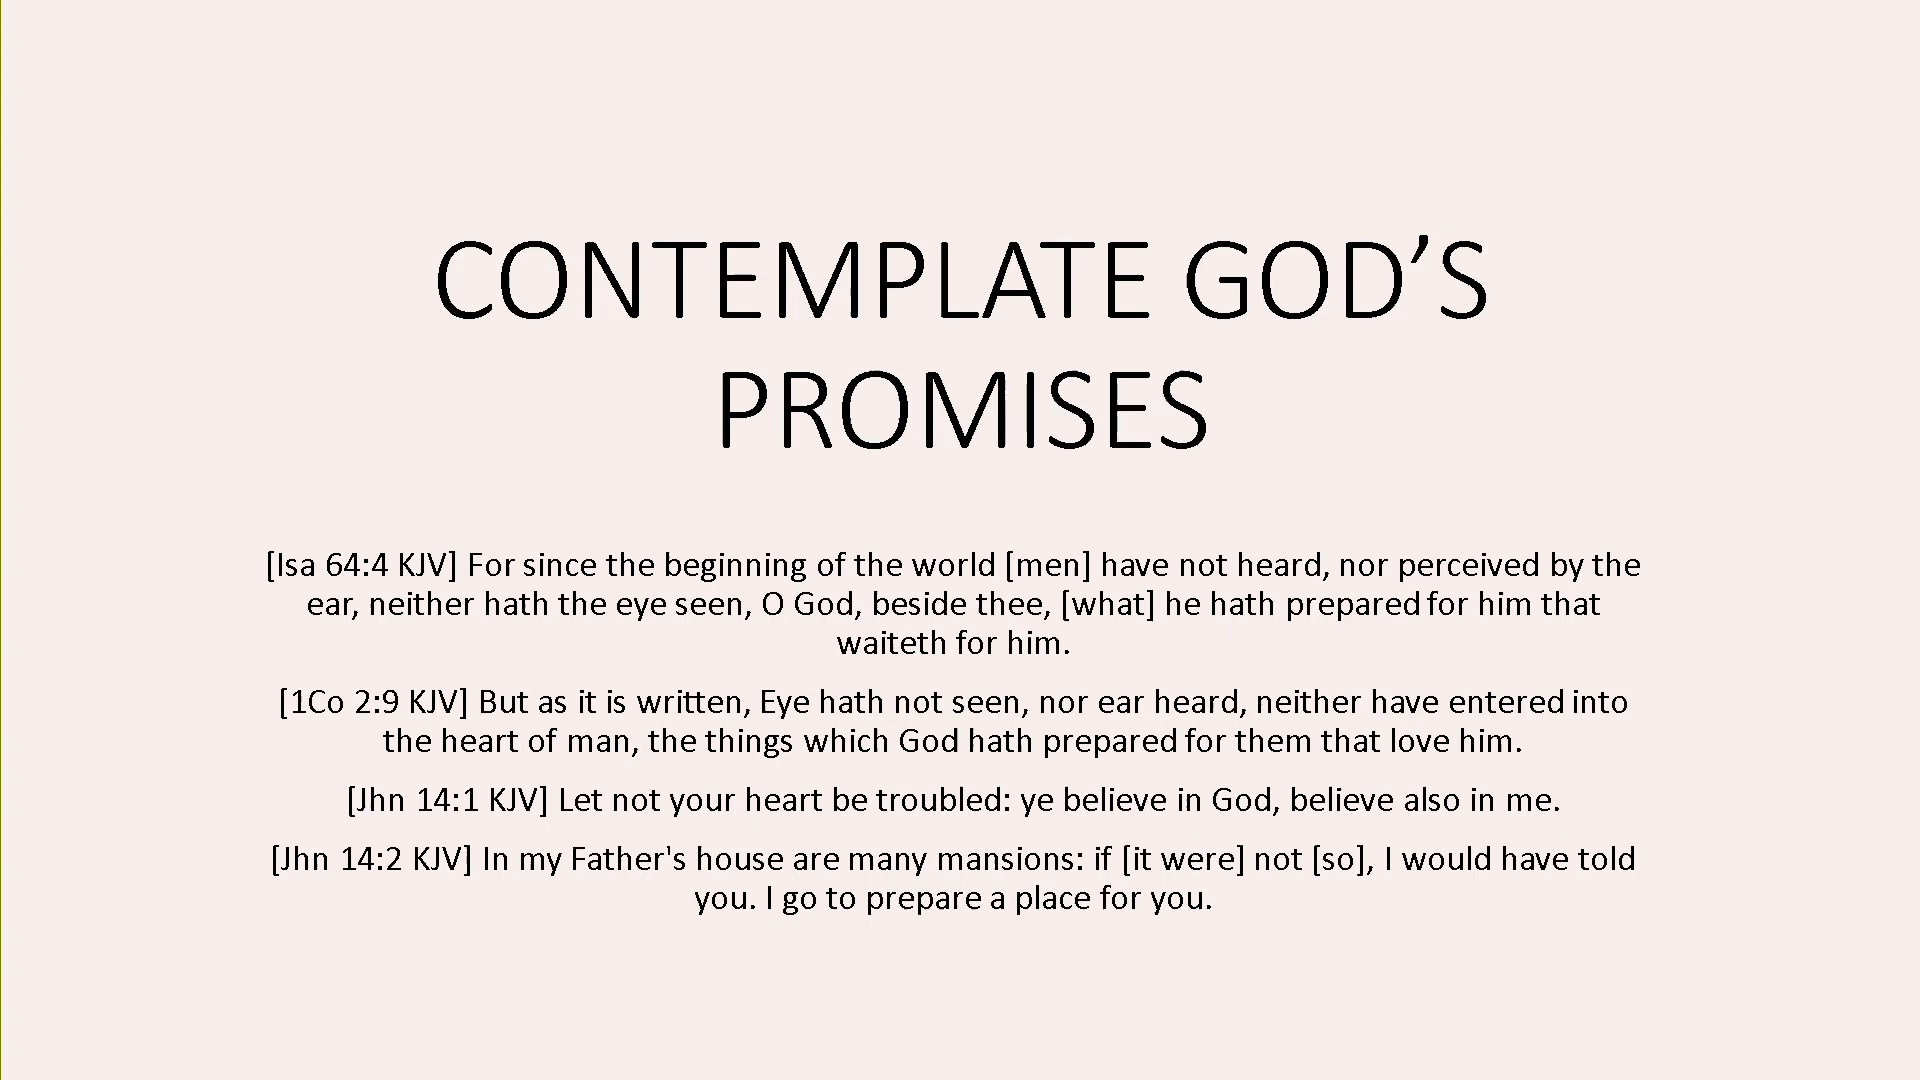 CONTEMPLATE GOD’S
PROMISES
[Isa 64:4 KJV] For since the beginning of the world [men] have not heard, nor perceived by the
ear, neither hath the eye seen, O God, beside thee, [what] he hath prepared for him that
waiteth for him.
[1Co 2:9 KJV] But as it is written, Eye hath not seen, nor ear heard, neither have entered into
the heart of man, the things which God hath prepared for them that love him.
[Jhn 14:1 KJV] Let not your heart be troubled: ye believe in God, believe also in me.
[Jhn 14:2 KJV] In my Father's house are many mansions: if [it were] not [so], I would have told
you. I go to prepare a place for you.